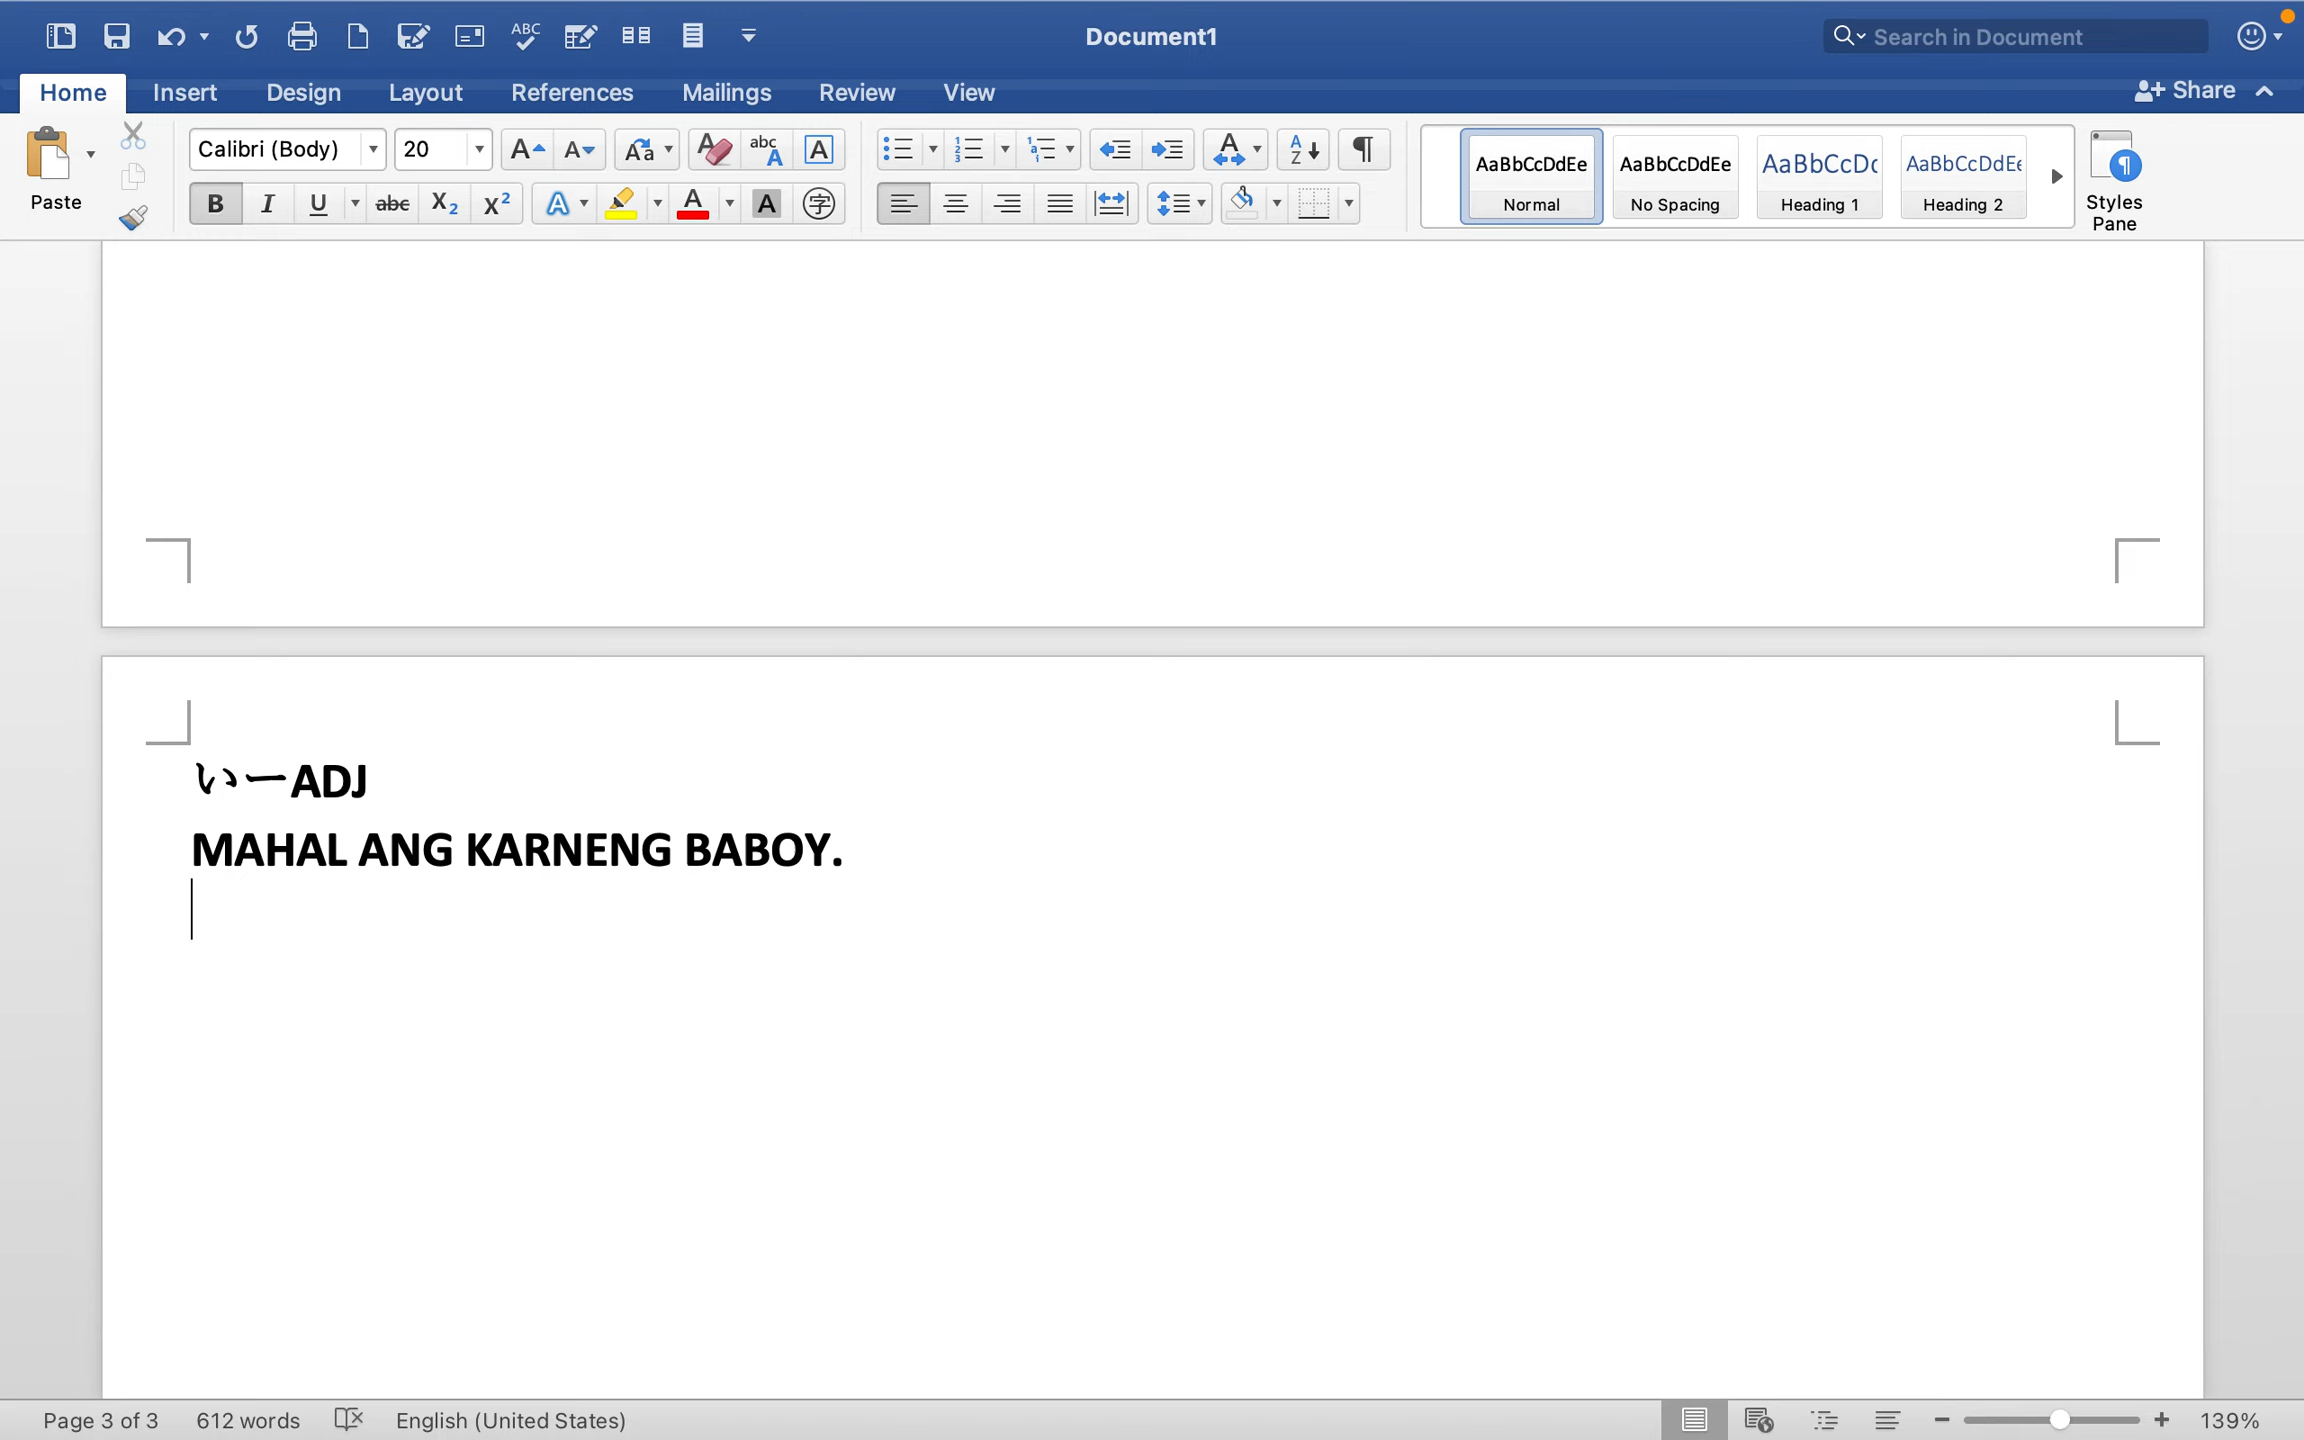 Document1
Search in Document
Home Insert Design Layout References Mailings Review View
Share
Paste
Calibri (Body) 20
AaBbCcDdEe
Normal
AaBbCcDdEe
No Spacing
AaBbCcDc
Heading 1
AaBbCcDdEe
Heading 2
Styles
Pane
いーADJ
MAHAL ANG KARNENG BABOY.
Page 3 of 3 612 words English (United States) 139%